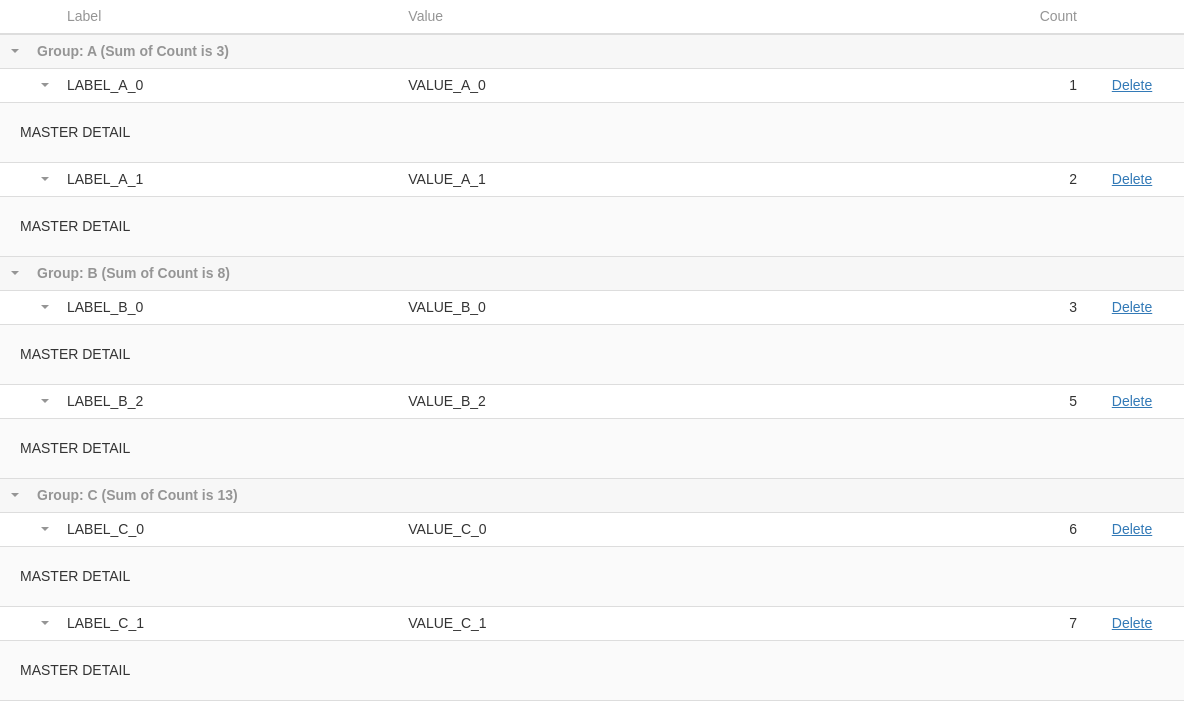 Label Value Count
Group: A (Sum of Count is 3)
LABEL_A_0 VALUE_A_0 1 Delete
MASTER DETAIL
LABEL_A_1 VALUE_A_1 2 Delete
MASTER DETAIL
Group: B (Sum of Count is 8)
LABEL_B_0 VALUE_B_0 3 Delete
MASTER DETAIL
LABEL_B_2 VALUE_B_2 5 Delete
MASTER DETAIL
Group: C (Sum of Count is 13)
LABEL_C_0 VALUE_C_0 6 Delete
MASTER DETAIL
LABEL_C_1 VALUE_C_1 7 Delete
MASTER DETAIL